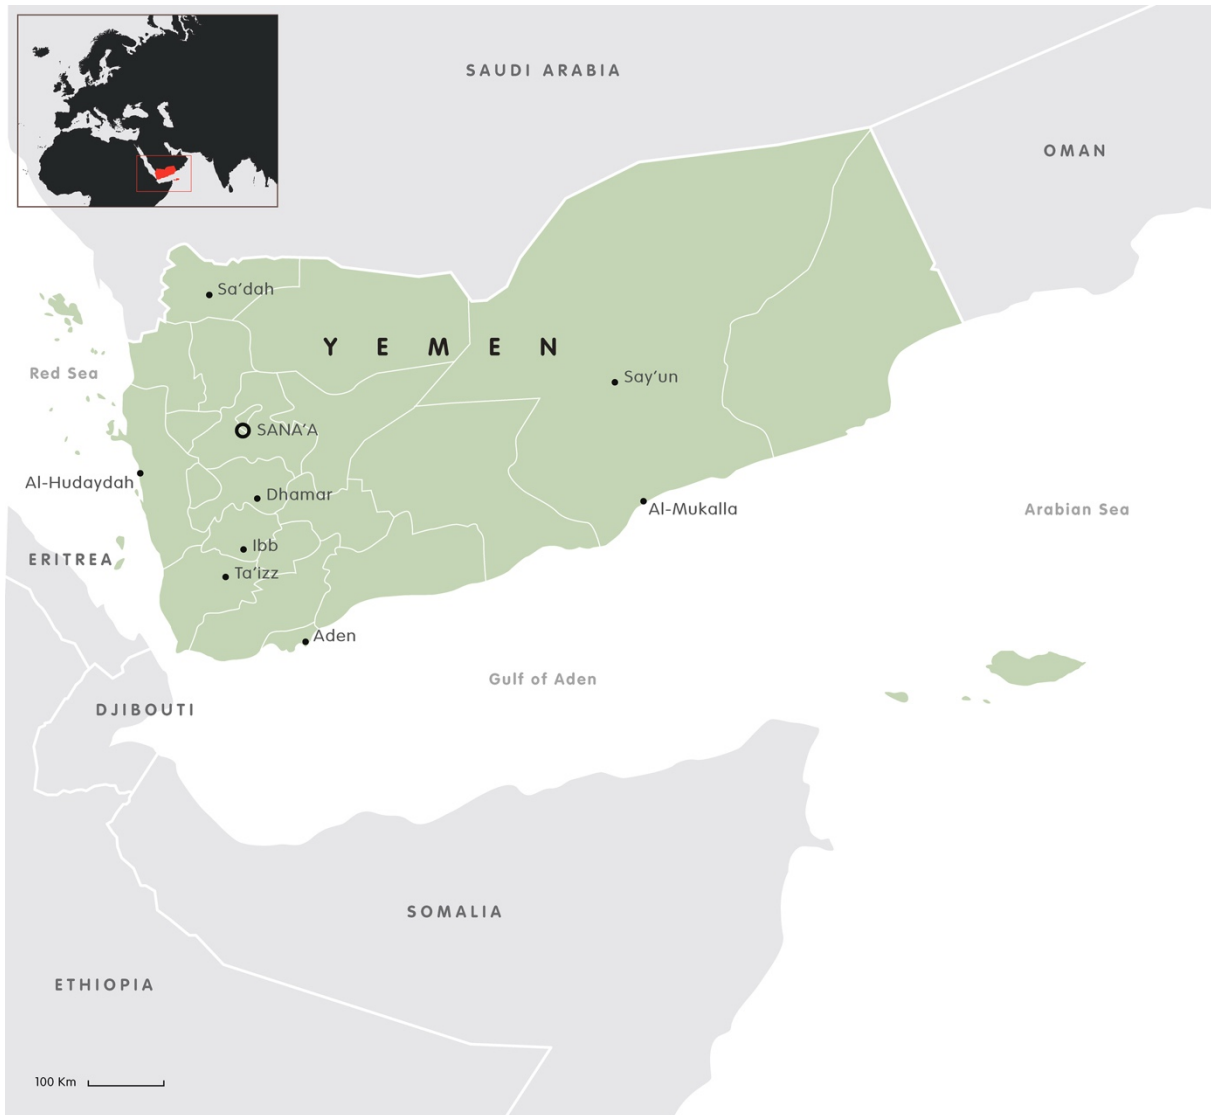 SAUDI ARABIA
OMAN
Sa'dah
YEMEN
Red Sea
Say'un
SANA'A
Al-Hudaydah
Dhamar
Al-Mukalla
Arabian Sea
Ibb
ERITREA
Ta'izz
Aden
Gulf of Aden
DJIBOUTI
SOMALIA
ETHIOPIA
100 Km